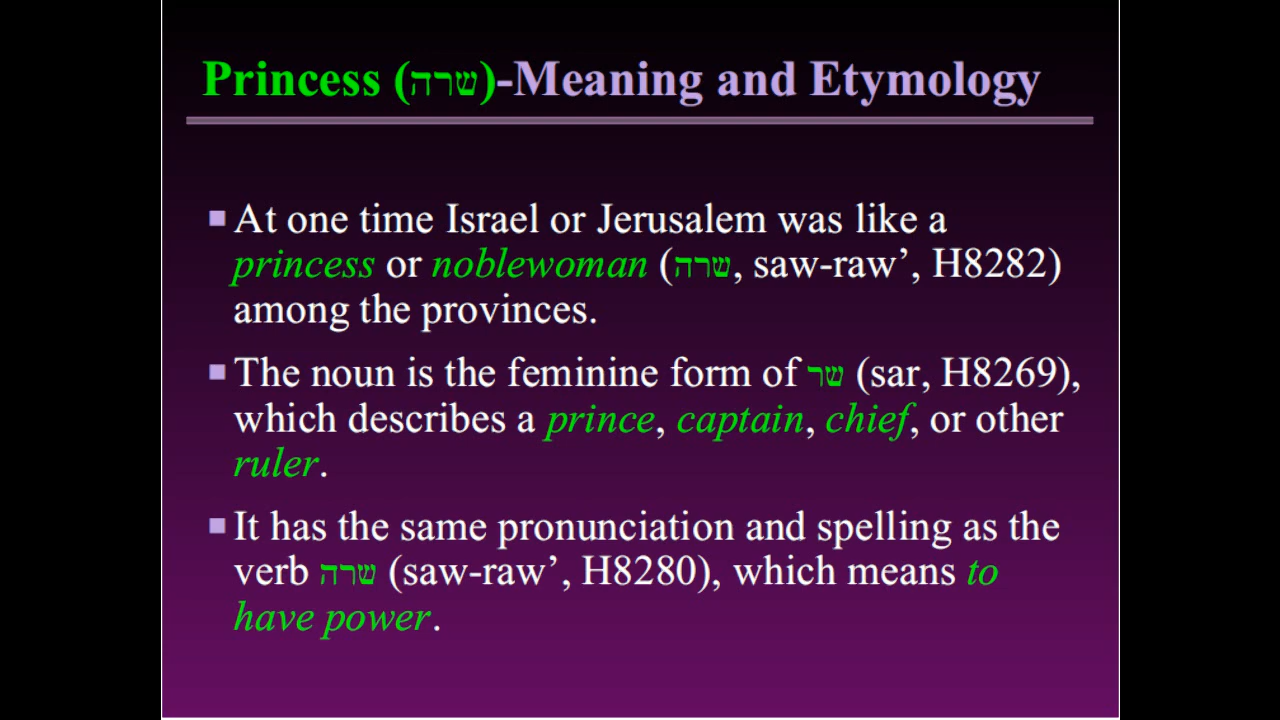 Princess (שרה)-Meaning and Etymology
At one time Israel or Jerusalem was like a
princess or noblewoman (שרה, saw-raw’, H8282)
among the provinces.
The noun is the feminine form of שר (sar, H8269),
which describes a prince, captain, chief, or other
ruler.
It has the same pronunciation and spelling as the
verb שרה (saw-raw’, H8280), which means to
have power.